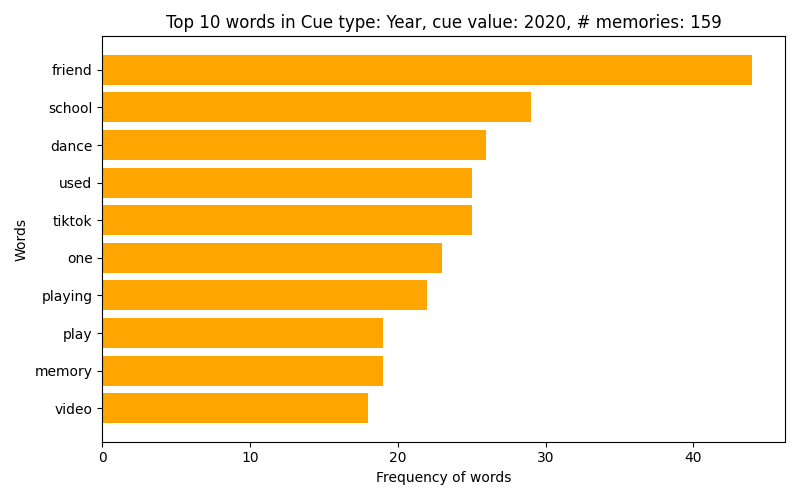 Top 10 words in Cue type: Year, cue value: 2020, # memories: 159
friend
school
dance
used
tiktok
one
playing
play
memory
video
Words
0 10 20 30 40
Frequency of words